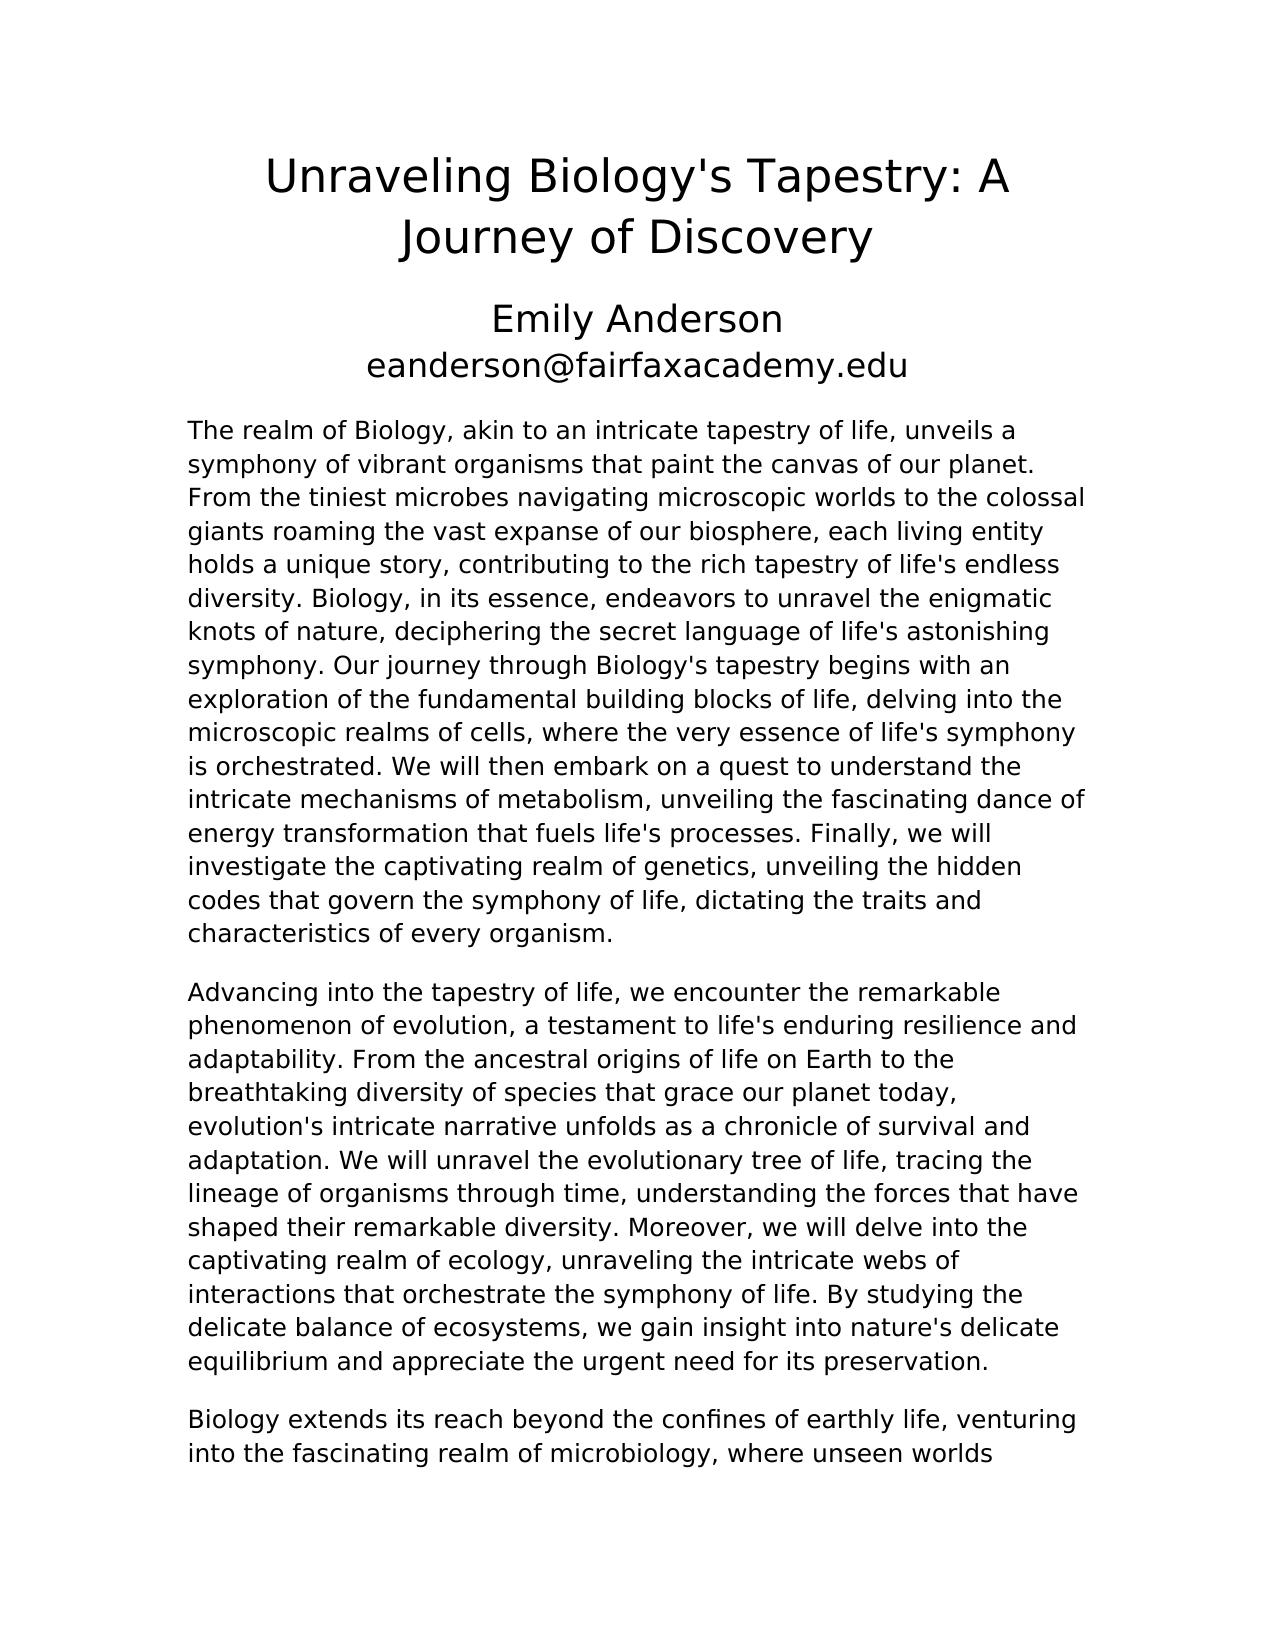 Unraveling Biology's Tapestry: A
Journey of Discovery
Emily Anderson
eanderson@fairfaxacademy.edu
The realm of Biology, akin to an intricate tapestry of life, unveils a
symphony of vibrant organisms that paint the canvas of our planet.
From the tiniest microbes navigating microscopic worlds to the colossal
giants roaming the vast expanse of our biosphere, each living entity
holds a unique story, contributing to the rich tapestry of life's endless
diversity. Biology, in its essence, endeavors to unravel the enigmatic
knots of nature, deciphering the secret language of life's astonishing
symphony. Our journey through Biology's tapestry begins with an
exploration of the fundamental building blocks of life, delving into the
microscopic realms of cells, where the very essence of life's symphony
is orchestrated. We will then embark on a quest to understand the
intricate mechanisms of metabolism, unveiling the fascinating dance of
energy transformation that fuels life's processes. Finally, we will
investigate the captivating realm of genetics, unveiling the hidden
codes that govern the symphony of life, dictating the traits and
characteristics of every organism.
Advancing into the tapestry of life, we encounter the remarkable
phenomenon of evolution, a testament to life's enduring resilience and
adaptability. From the ancestral origins of life on Earth to the
breathtaking diversity of species that grace our planet today,
evolution's intricate narrative unfolds as a chronicle of survival and
adaptation. We will unravel the evolutionary tree of life, tracing the
lineage of organisms through time, understanding the forces that have
shaped their remarkable diversity. Moreover, we will delve into the
captivating realm of ecology, unraveling the intricate webs of
interactions that orchestrate the symphony of life. By studying the
delicate balance of ecosystems, we gain insight into nature's delicate
equilibrium and appreciate the urgent need for its preservation.
Biology extends its reach beyond the confines of earthly life, venturing
into the fascinating realm of microbiology, where unseen worlds